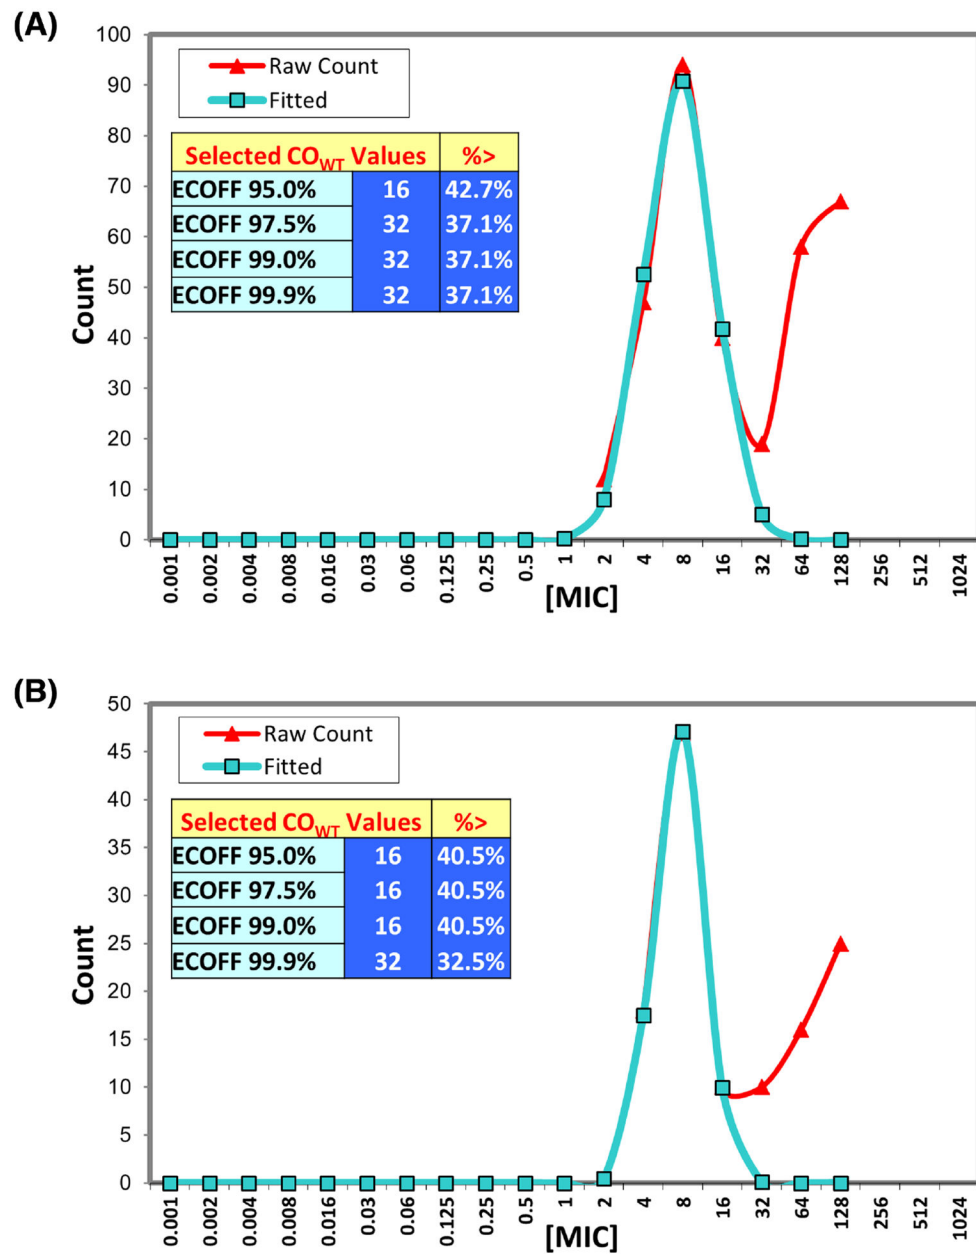 (A)
100
90
80
70
60
50
40
30
20
10
0
Count
Raw Count
Fitted
Selected COWT Values %>
ECOFF 95.0% 16 42.7%
ECOFF 97.5% 32 37.1%
ECOFF 99.0% 32 37.1%
ECOFF 99.9% 32 37.1%
0.001 0.002 0.004 0.008 0.016 0.03 0.06 0.125 0.25 0.5 1 2 4 8 16 32 64 128 256 512 1024
[MIC]
(B)
50
45
40
35
30
25
20
15
10
5
0
Count
Raw Count
Fitted
Selected COWT Values %>
ECOFF 95.0% 16 40.5%
ECOFF 97.5% 16 40.5%
ECOFF 99.0% 16 40.5%
ECOFF 99.9% 32 32.5%
0.001 0.002 0.004 0.008 0.016 0.03 0.06 0.125 0.25 0.5 1 2 4 8 16 32 64 128 256 512 1024
[MIC]